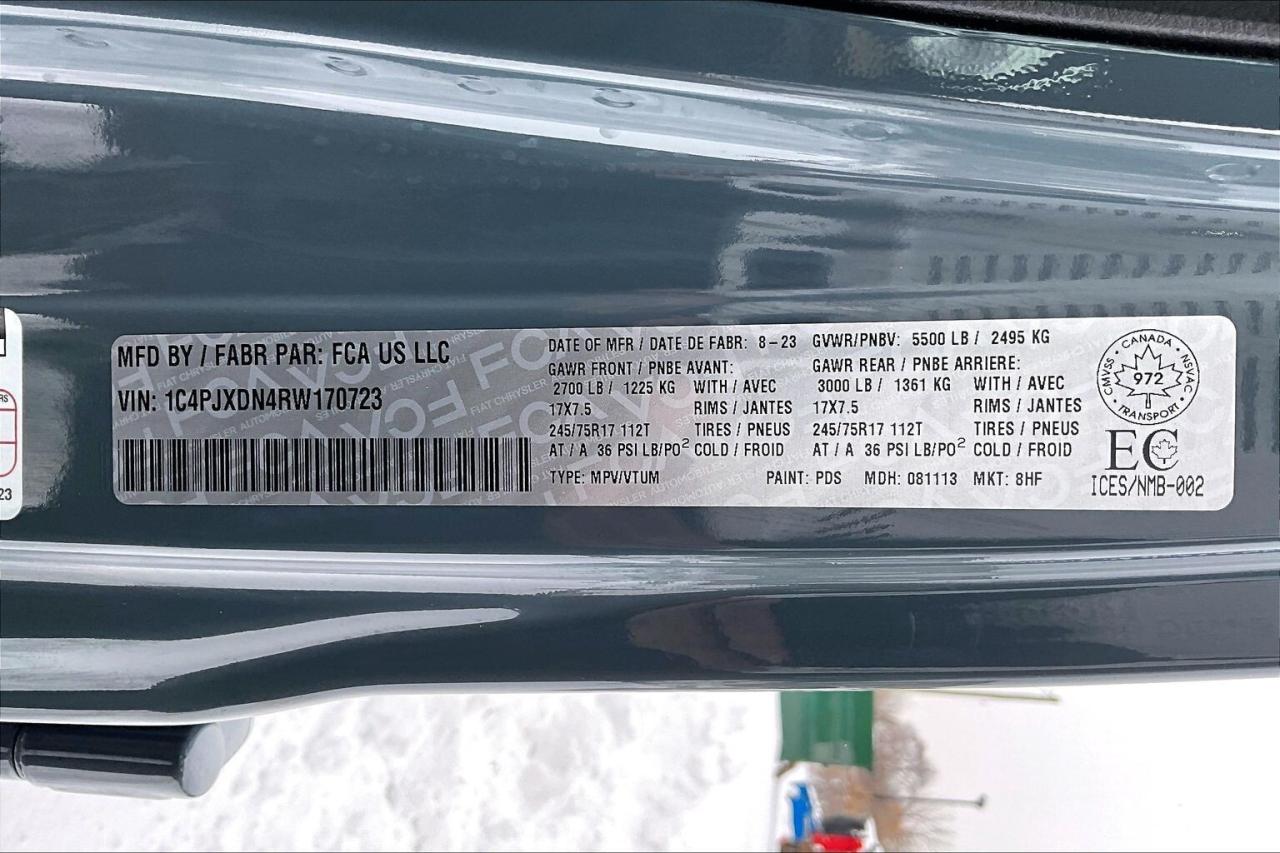 MFD BY / FABR PAR: FCA US LLC
VIN: 1C4PJXDN4RW170723
DATE OF MFR / DATE DE FABR: 8-23 GVWR/PNBV: 5500 LB / 2495 KG
GAWR FRONT / PNBE AVANT: GAWR REAR / PNBE ARRIERE:
2700 LB / 1225 KG WITH / AVEC 3000 LB / 1361 KG WITH / AVEC
17X7.5 RIMS / JANTES 17X7.5 RIMS / JANTES
245/75R17 112T TIRES / PNEUS 245/75R17 112T TIRES / PNEUS
AT / A 36 PSI LB/PO² COLD / FROID AT / A 36 PSI LB/PO² COLD / FROID
TYPE: MPV/VTUM PAINT: PDS MDH: 081113 MKT: 8HF
CANADA
CMVSS NSVAC
972
TRANSPORT
EC
ICES/NMB-002
RS
23